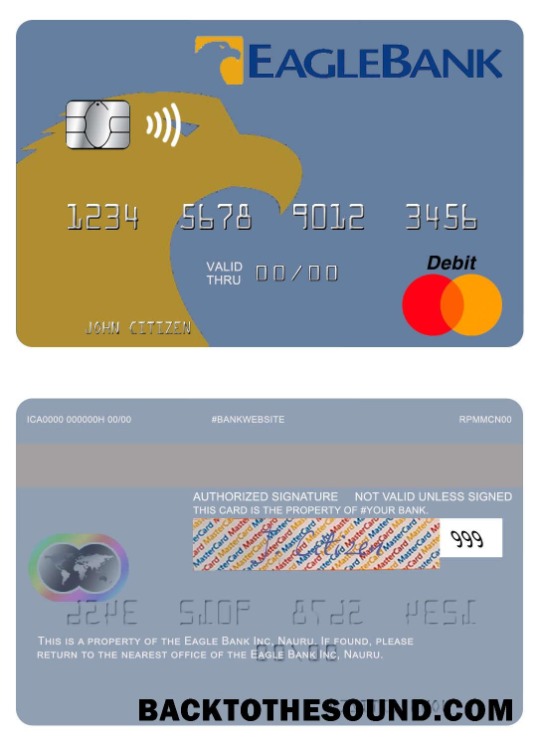 EAGLEBANK
1234 5678 9012 3456
VALID THRU 00/00
Debit
JOHN CITIZEN
ICA0000 000000H 00/00 #BANKWEBSITE RPMMCN00
AUTHORIZED SIGNATURE NOT VALID UNLESS SIGNED
THIS CARD IS THE PROPERTY OF #YOUR BANK.
MasterCard MasterCard MasterCard
999
THIS IS A PROPERTY OF THE EAGLE BANK INC, NAURU. IF FOUND, PLEASE
RETURN TO THE NEAREST OFFICE OF THE EAGLE BANK INC, NAURU.
BACKTOTHESOUND.COM